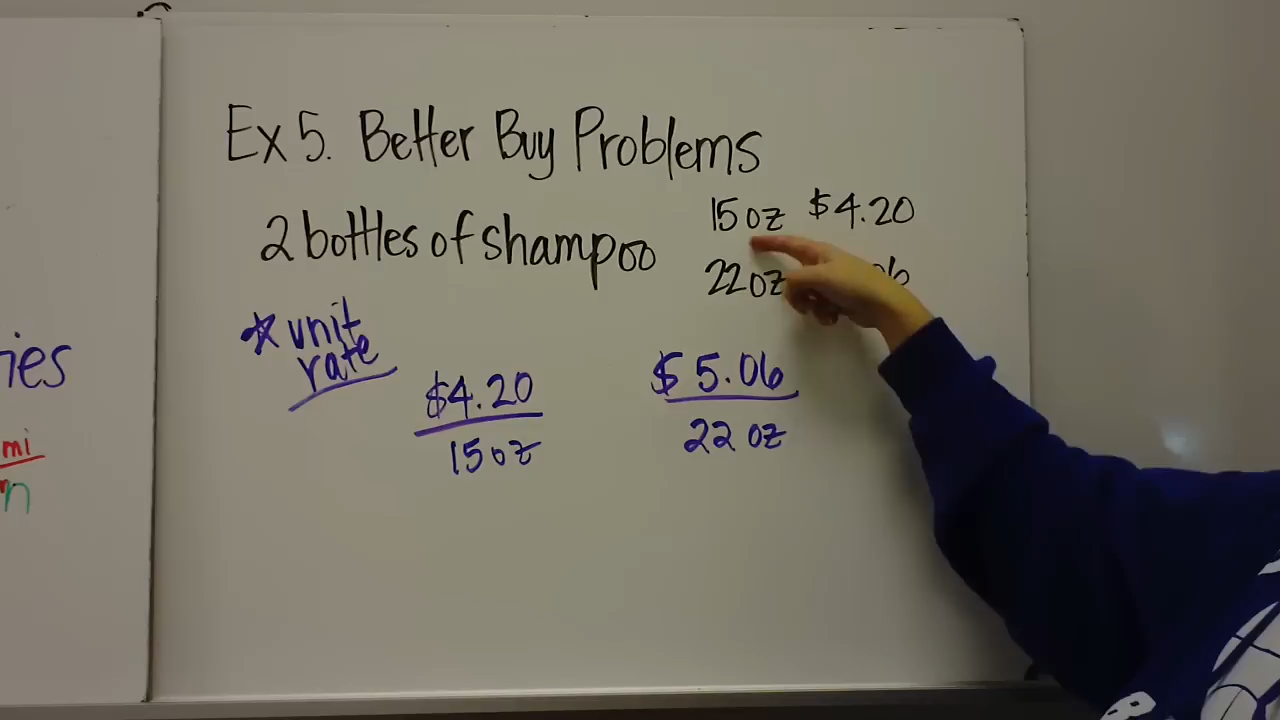 Ex 5. Better Buy Problems
2 bottles of shampoo
15 oz $4.20
22 oz
* unit
rate
$4.20
15 oz
$5.06
22 oz
ies
mi
n